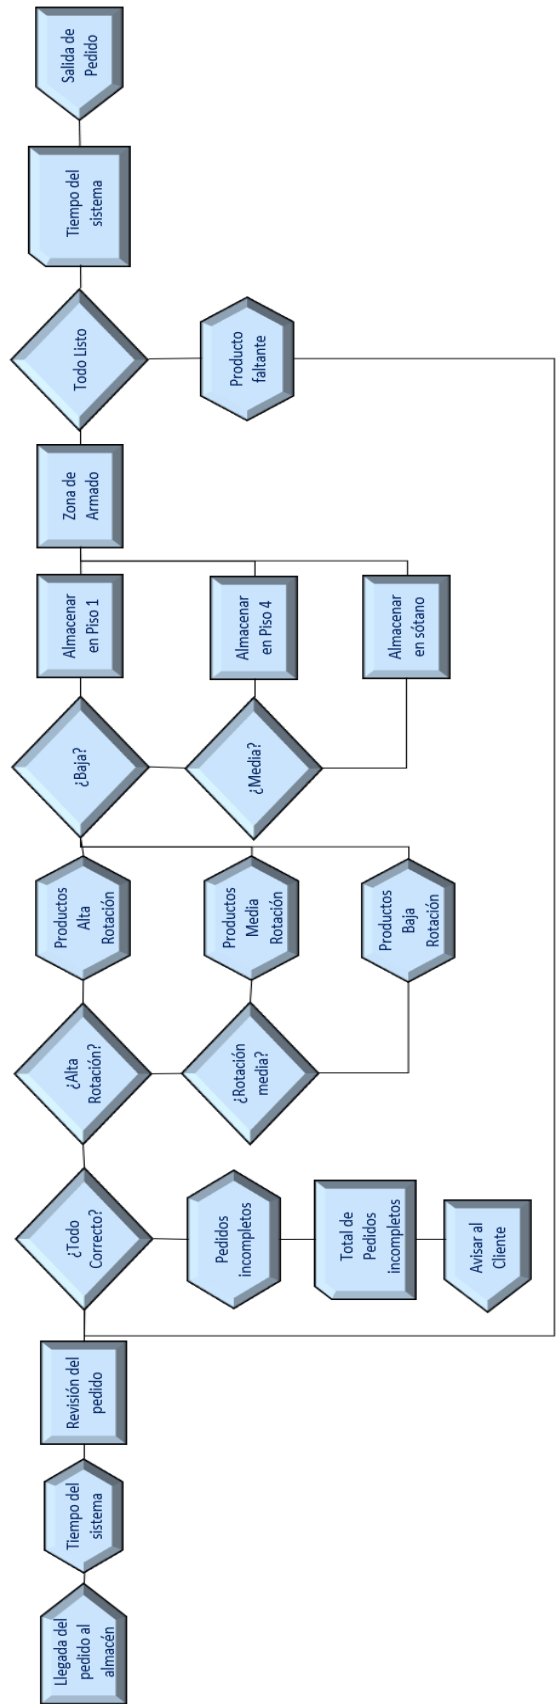 Llegada del
pedido al
almacén
Tiempo del
sistema
Revisión del
pedido
¿Todo
Correcto?
Pedidos
incompletos
Total de
Pedidos
incompletos
Avisar al
Cliente
¿Alta
Rotación?
¿Rotación
media?
Productos
Alta
Rotación
Productos
Media
Rotación
Productos
Baja
Rotación
¿Baja?
¿Media?
Almacenar
en Piso 1
Almacenar
en Piso 4
Almacenar
en sótano
Zona de
Armado
Todo Listo
Producto
faltante
Tiempo del
sistema
Salida de
Pedido